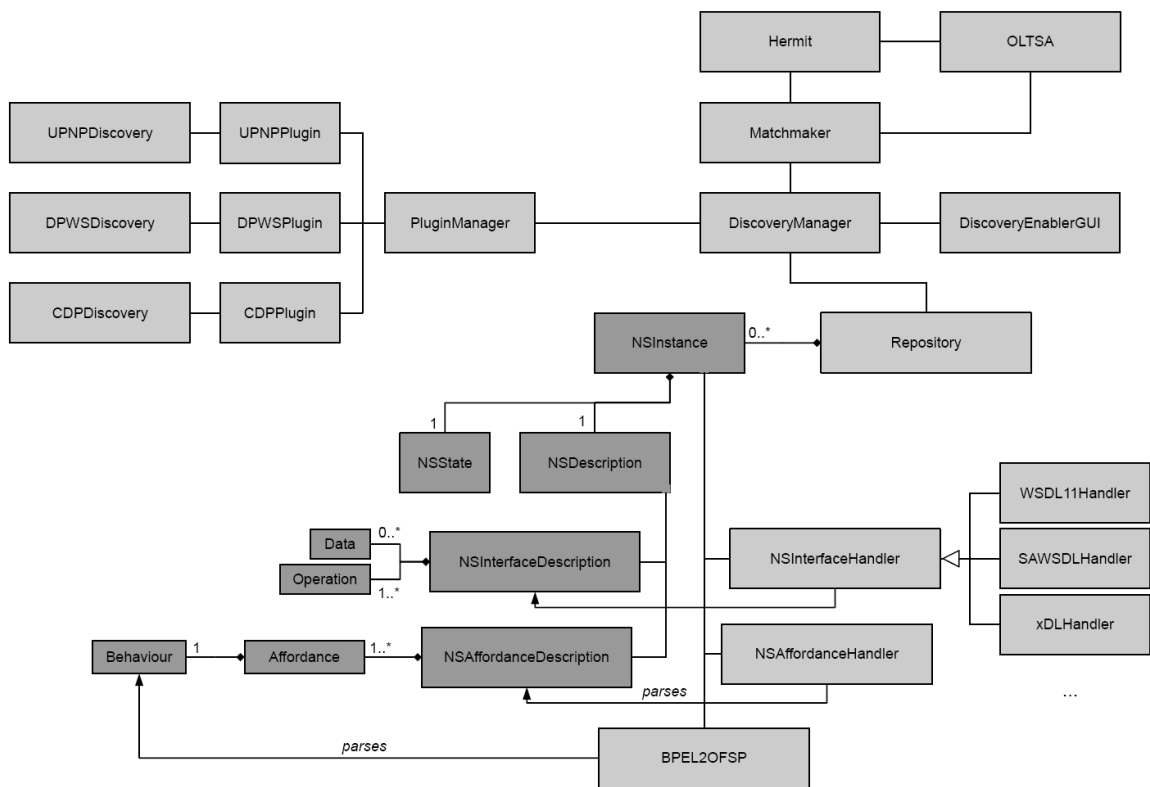 Hermit
OLTSA
UPNPDiscovery
UPNPPlugin
Matchmaker
DPWSDiscovery
DPWSPlugin
PluginManager
DiscoveryManager
DiscoveryEnablerGUI
CDPDiscovery
CDPPlugin
NSInstance
0..*
Repository
1
1
NSState
NSDescription
WSDL11Handler
Data
0..*
NSInterfaceDescription
NSInterfaceHandler
SAWSDLHandler
Operation
1..*
xDLHandler
Behaviour
1
Affordance
1..*
NSAffordanceDescription
NSAffordanceHandler
parses
...
parses
BPEL2OFSP